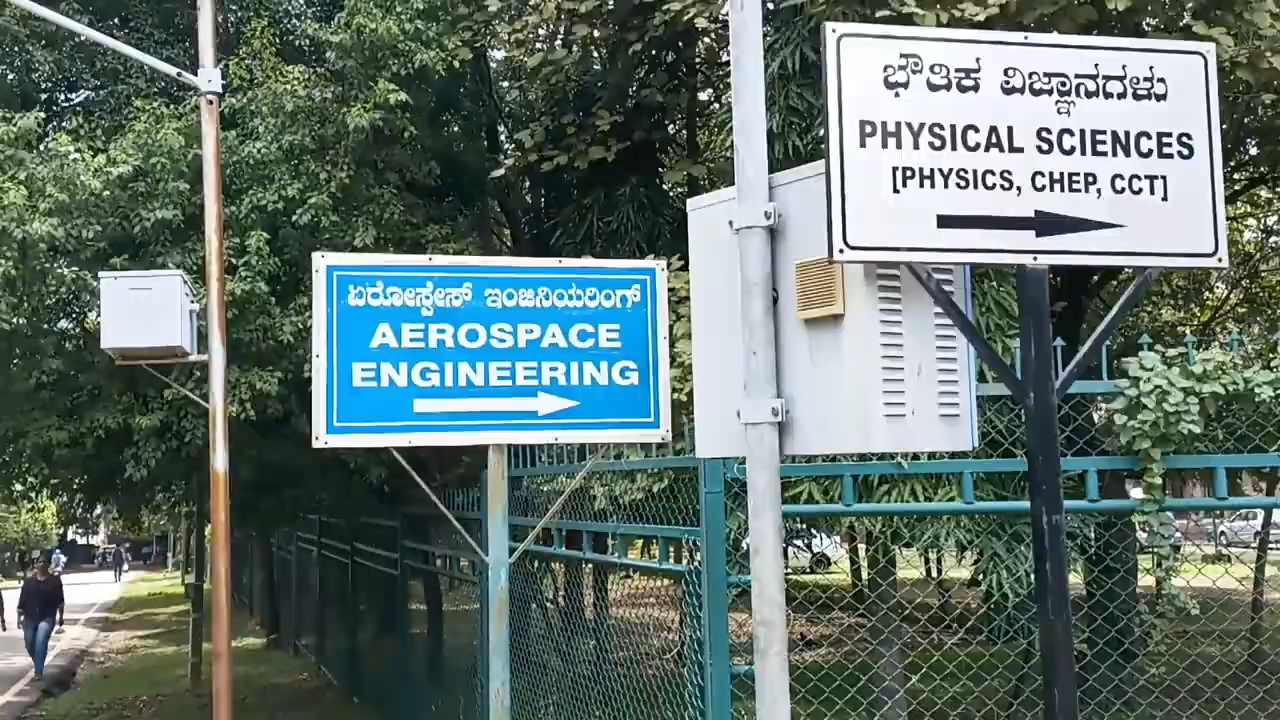 ಏರೋಸ್ಪೇಸ್ ಇಂಜಿನಿಯರಿಂಗ್
AEROSPACE
ENGINEERING
ಭೌತಿಕ ವಿಜ್ಞಾನಗಳು
PHYSICAL SCIENCES
[PHYSICS, CHEP, CCT]